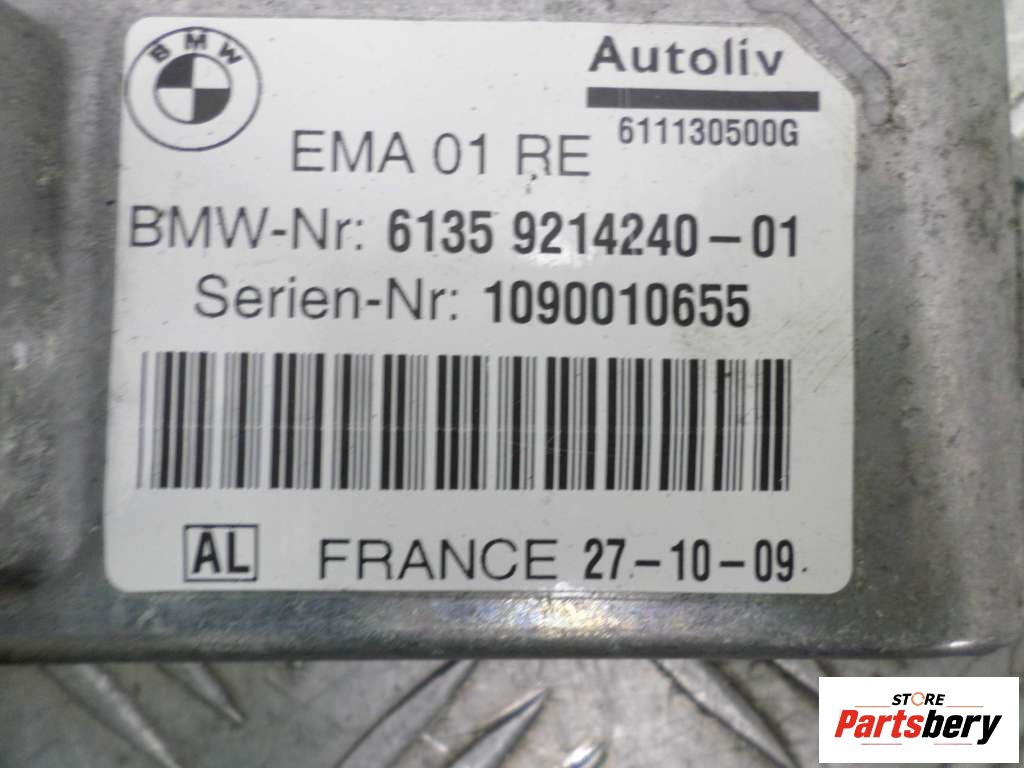 BMW
Autoliv
611130500G
EMA 01 RE
BMW-Nr: 6135 9214240-01
Serien-Nr: 1090010655
AL FRANCE 27-10-09
STORE
Partsbery